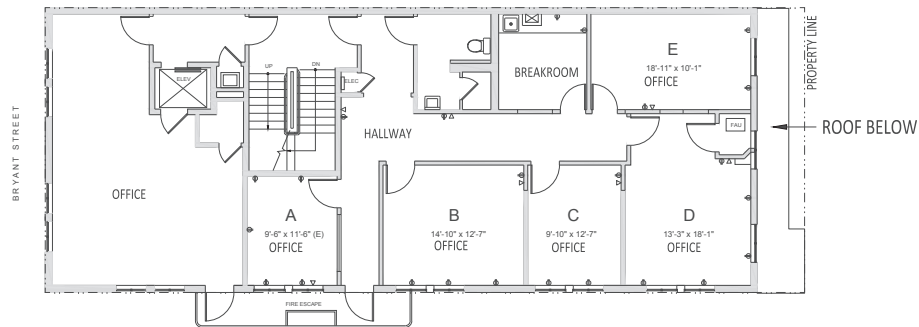 BRYANT STREET
ELEV
UP
DN
ELEC
BREAKROOM
E
18'-11" x 10'-1"
OFFICE
PROPERTY LINE
FAU
ROOF BELOW
HALLWAY
OFFICE
A
9'-6" x 11'-6" (E)
OFFICE
B
14'-10" x 12'-7"
OFFICE
C
9'-10" x 12'-7"
OFFICE
D
13'-3" x 18'-1"
OFFICE
FIRE ESCAPE